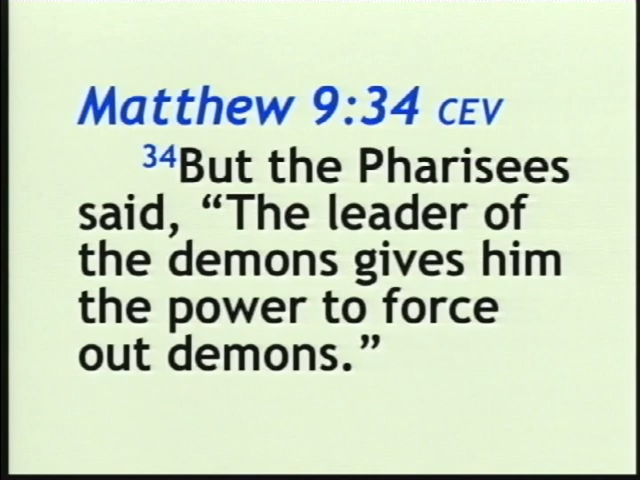 Matthew 9:34 CEV
34But the Pharisees
said, “The leader of
the demons gives him
the power to force
out demons.”